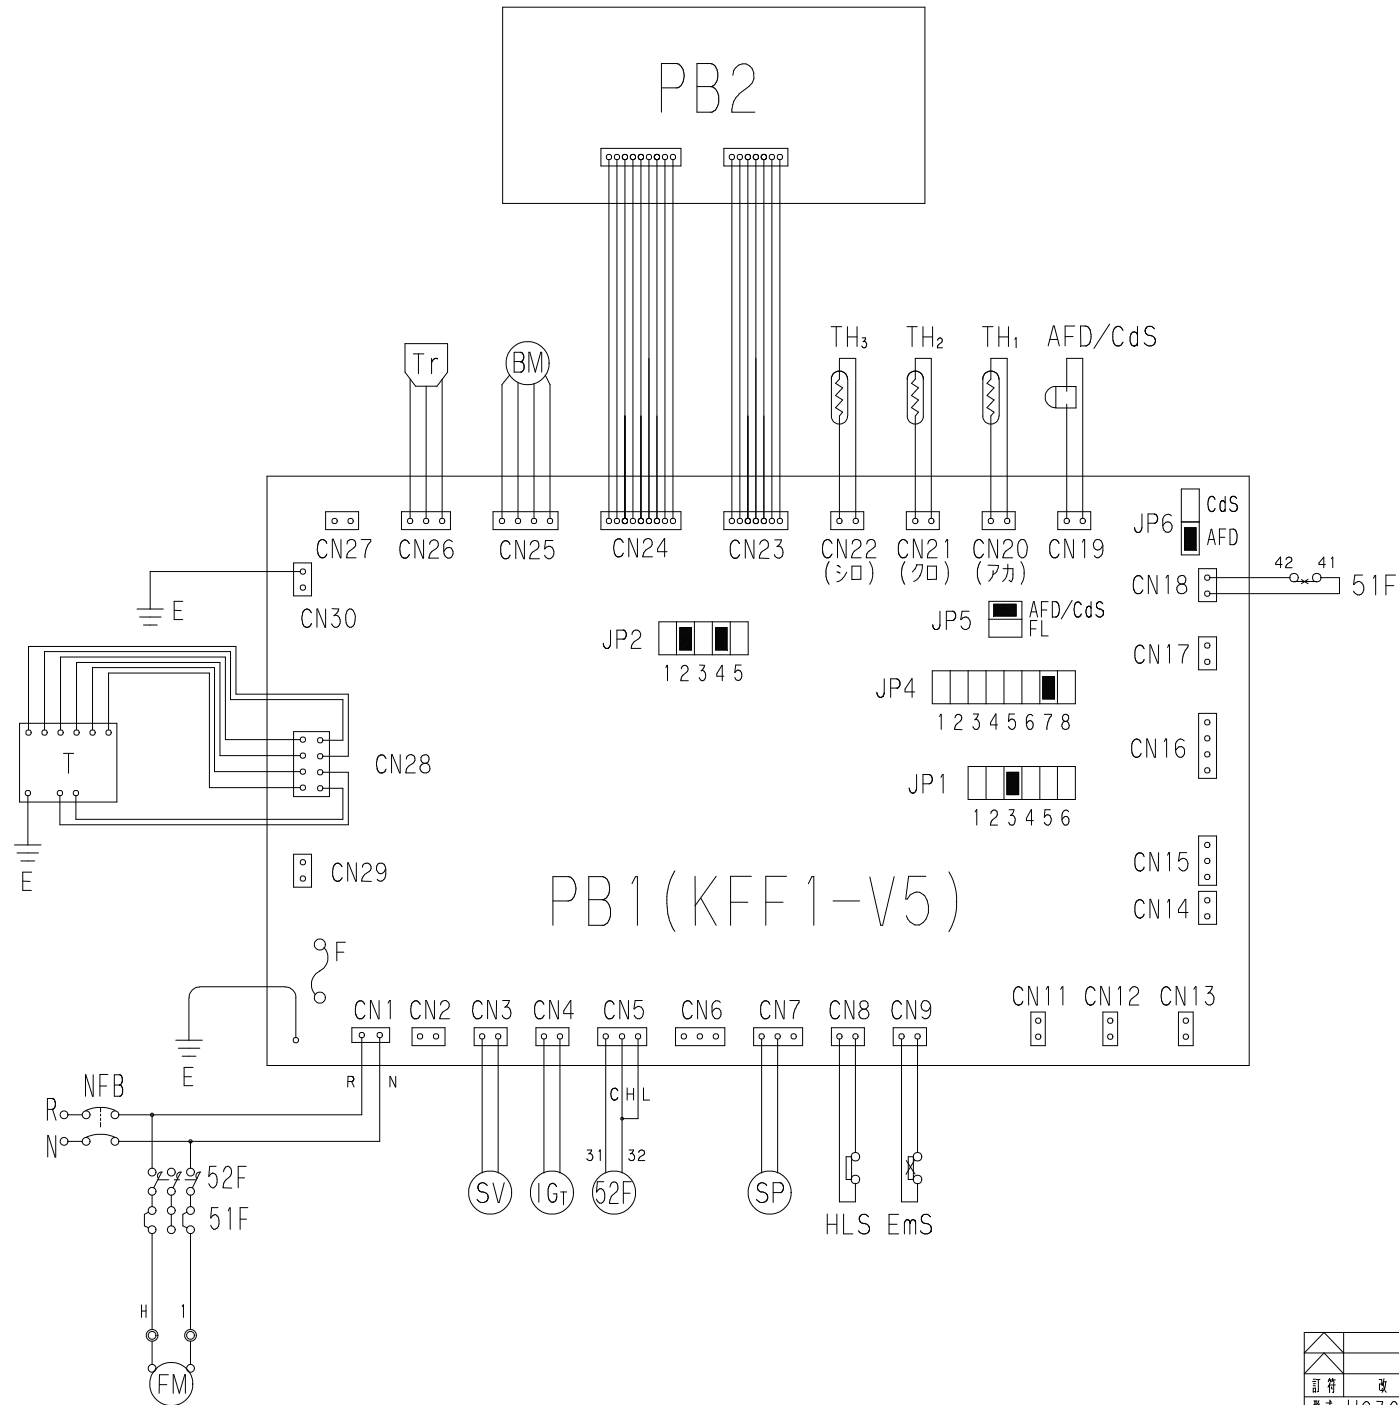 PB2
TH₃ TH₂ TH₁ AFD/CdS
Tr BM
CdS
JP6 AFD
CN27 CN26 CN25 CN24 CN23 CN22 CN21 CN20 CN19
(シロ) (クロ) (アカ)
42 41
CN18 51F
E
CN30
JP5 AFD/CdS
FL
JP2
1 2 3 4 5
CN17
JP4
1 2 3 4 5 6 7 8
CN16
T
CN28
JP1
1 2 3 4 5 6
E
CN29
CN15
CN14
PB1(KFF1-V5)
F
CN1 CN2 CN3 CN4 CN5 CN6 CN7 CN8 CN9 CN11 CN12 CN13
E
R N
NFB
R
N
C H L
31 32
52F
51F
SV IGT 52F SP
HLS EmS
H 1
FM
訂符 改